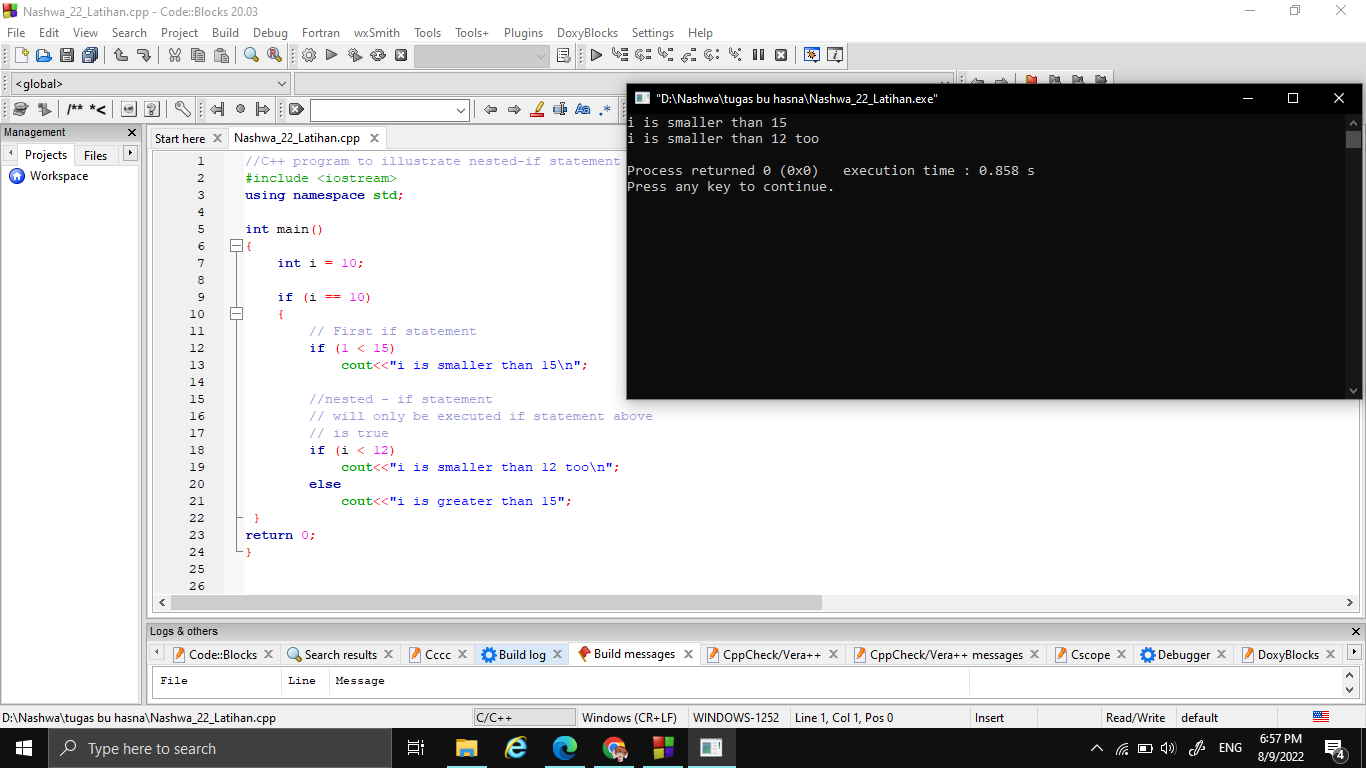 Nashwa_22_Latihan.cpp - Code::Blocks 20.03
File Edit View Search Project Build Debug Fortran wxSmith Tools Tools+ Plugins DoxyBlocks Settings Help
<global>
/** *<
Aa .*
Management
Projects Files
Workspace
Start here Nashwa_22_Latihan.cpp
1 //C++ program to illustrate nested-if statement
2 #include <iostream>
3 using namespace std;
4
5 int main()
6 {
7 int i = 10;
8
9 if (i == 10)
10 {
11 // First if statement
12 if (1 < 15)
13 cout<<"i is smaller than 15\n";
14
15 //nested - if statement
16 // will only be executed if statement above
17 // is true
18 if (i < 12)
19 cout<<"i is smaller than 12 too\n";
20 else
21 cout<<"i is greater than 15";
22 }
23 return 0;
24 }
25
26
"D:\Nashwa\tugas bu hasna\Nashwa_22_Latihan.exe"
i is smaller than 15
i is smaller than 12 too
Process returned 0 (0x0) execution time : 0.858 s
Press any key to continue.
Logs & others
Code::Blocks Search results Cccc Build log Build messages CppCheck/Vera++ CppCheck/Vera++ messages Cscope Debugger DoxyBlocks
File Line Message
D:\Nashwa\tugas bu hasna\Nashwa_22_Latihan.cpp C/C++ Windows (CR+LF) WINDOWS-1252 Line 1, Col 1, Pos 0 Insert Read/Write default
Type here to search
ENG
6:57 PM
8/9/2022
4